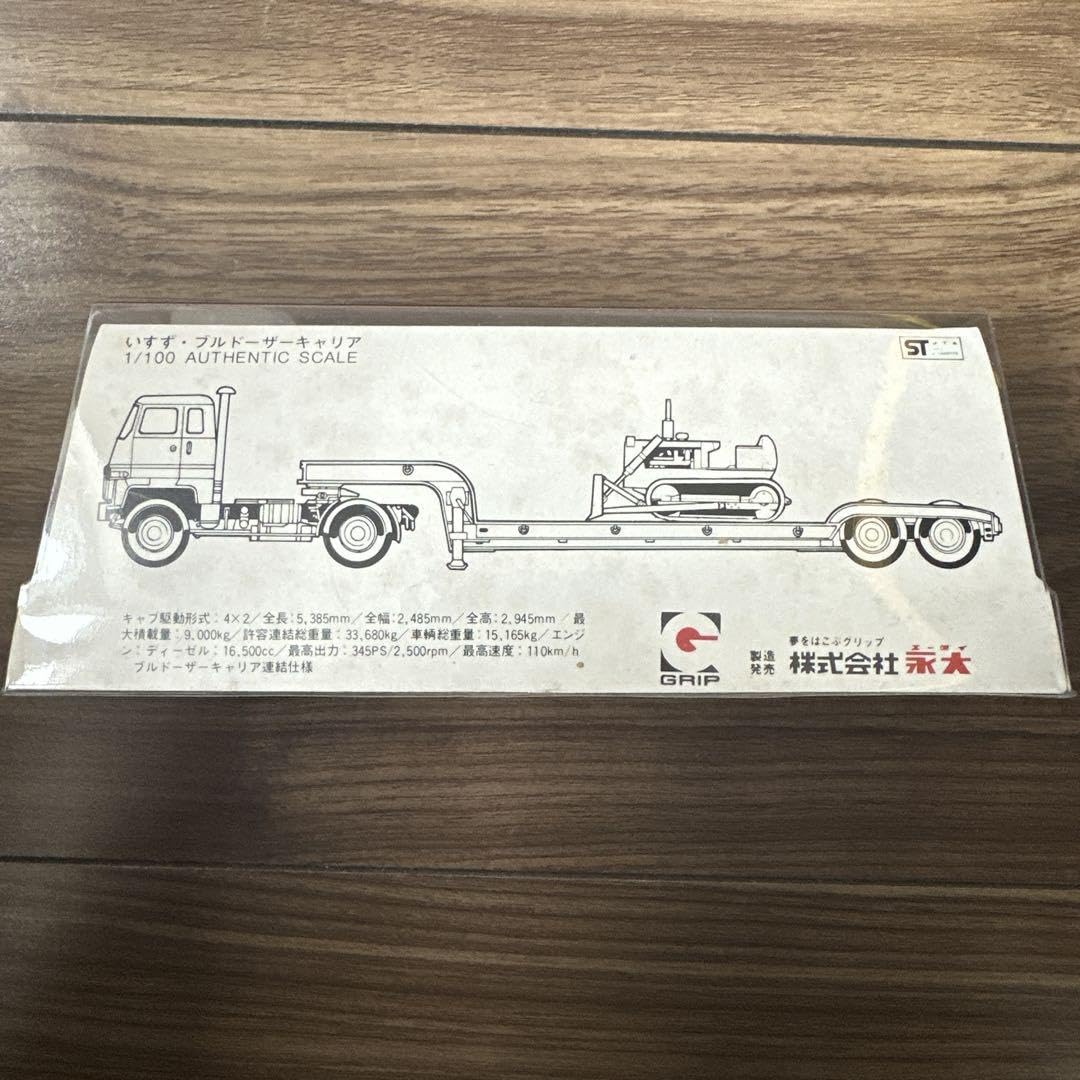 いすず・ブルドーザーキャリア
1/100 AUTHENTIC SCALE
ST
キャブ駆動形式:4×2/全長:5,385mm/全幅:2,485mm/全高:2,945mm/最
大積載量:9,000kg/許容連結総重量:33,680kg/車輌総重量:15,165kg/エンジ
ン:ディーゼル:16,500cc/最高出力:345PS/2,500rpm/最高速度:110km/h
ブルドーザーキャリア連結仕様
GRIP
製造
発売
夢をはこぶグリップ
エーダイ
株式会社 永大